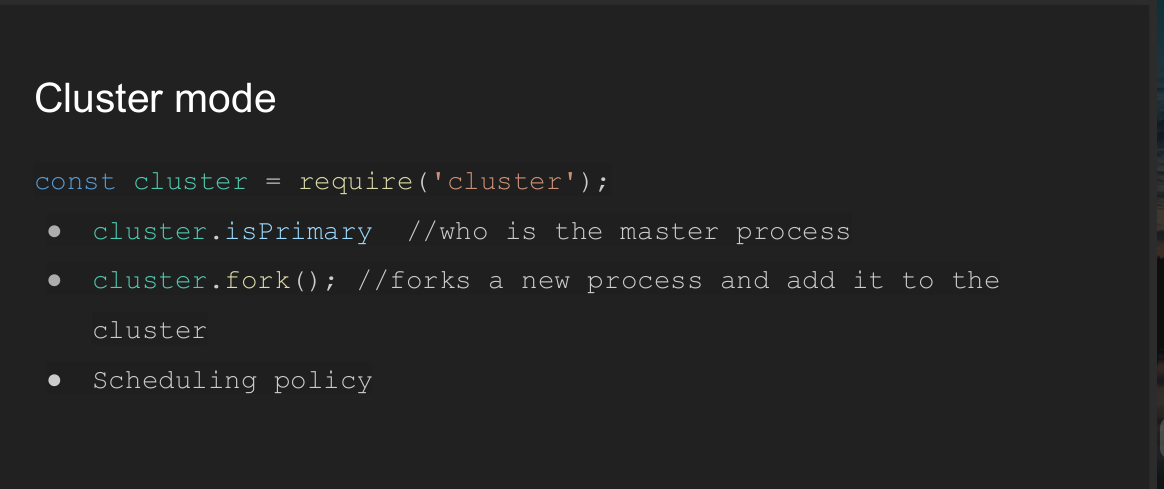 Cluster mode
const cluster = require('cluster');
● cluster.isPrimary  //who is the master process
● cluster.fork(); //forks a new process and add it to the
cluster
● Scheduling policy